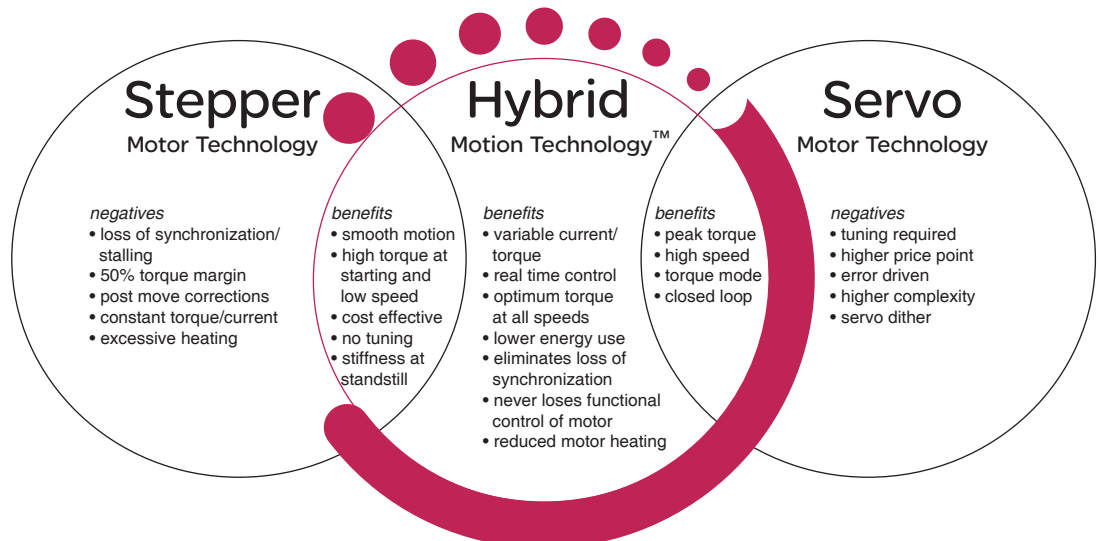 Stepper
Motor Technology
negatives
• loss of synchronization/
stalling
• 50% torque margin
• post move corrections
• constant torque/current
• excessive heating
benefits
• smooth motion
• high torque at
starting and
low speed
• cost effective
• no tuning
• stiffness at
standstill
Hybrid
Motion Technology™
benefits
• variable current/
torque
• real time control
• optimum torque
at all speeds
• lower energy use
• eliminates loss of
synchronization
• never loses functional
control of motor
• reduced motor heating
benefits
• peak torque
• high speed
• torque mode
• closed loop
Servo
Motor Technology
negatives
• tuning required
• higher price point
• error driven
• higher complexity
• servo dither